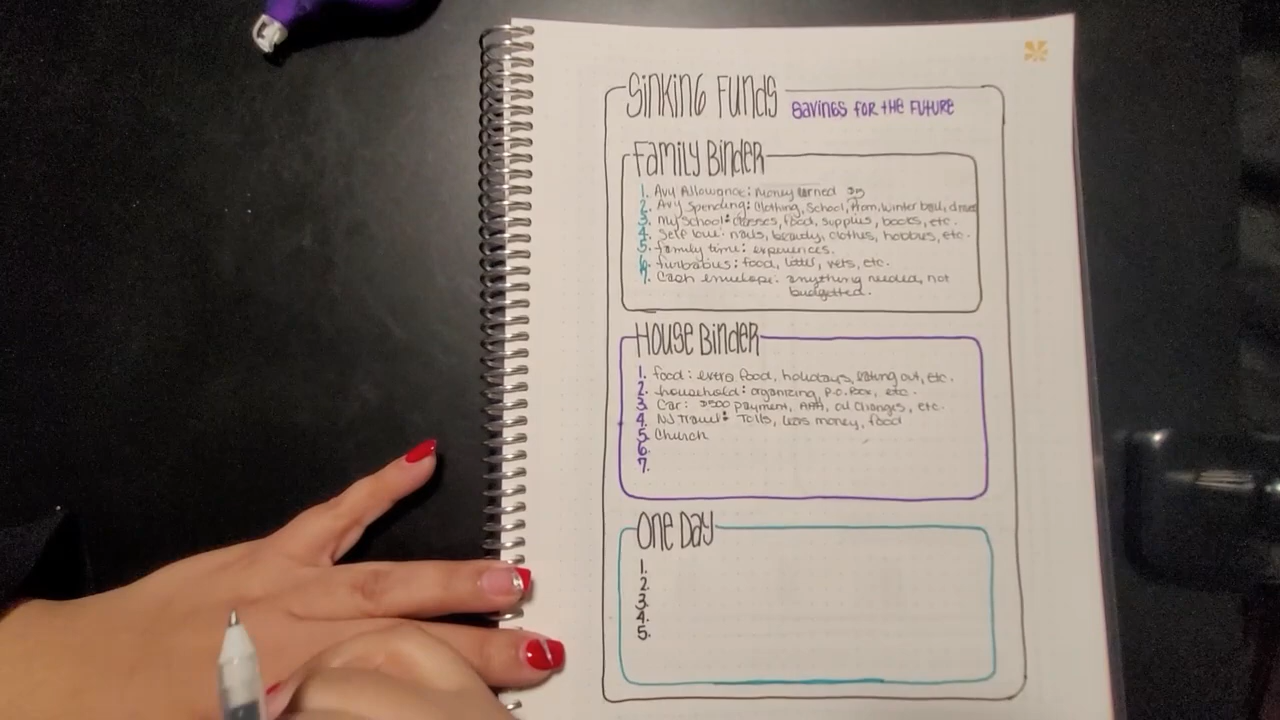 Sinking Funds Savings for the Future
Family Binder
1. Avy Allowance: Money Earned
2. Avy Spending: Clothing, School, Prom, Winter ball, dress
3. My School: classes, food, supplies, books, etc.
4. Self love: nails, beauty, clothes, hobbies, etc.
5. family time: experiences.
6. furbabies: food, litter, vets, etc.
7. Cash envelope: anything needed, not
budgetted.
House Binder
1. food: extra food, holidays, eating out, etc.
2. household: organizing, P.O. Box, etc.
3. Car: $500 payment, AAA, oil changes, etc.
4. NJ Travel: Tolls, money, food
5. Church
6.
7.
One Day
1.
2.
3.
4.
5.